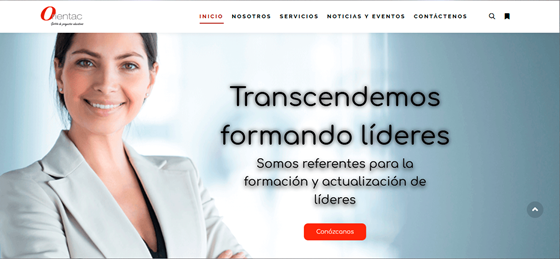 Orientac
INICIO NOSOTROS SERVICIOS NOTICIAS Y EVENTOS CONTÁCTENOS
Transcendemos
formando líderes
Somos referentes para la
formación y actualización de
líderes
Conózcanos